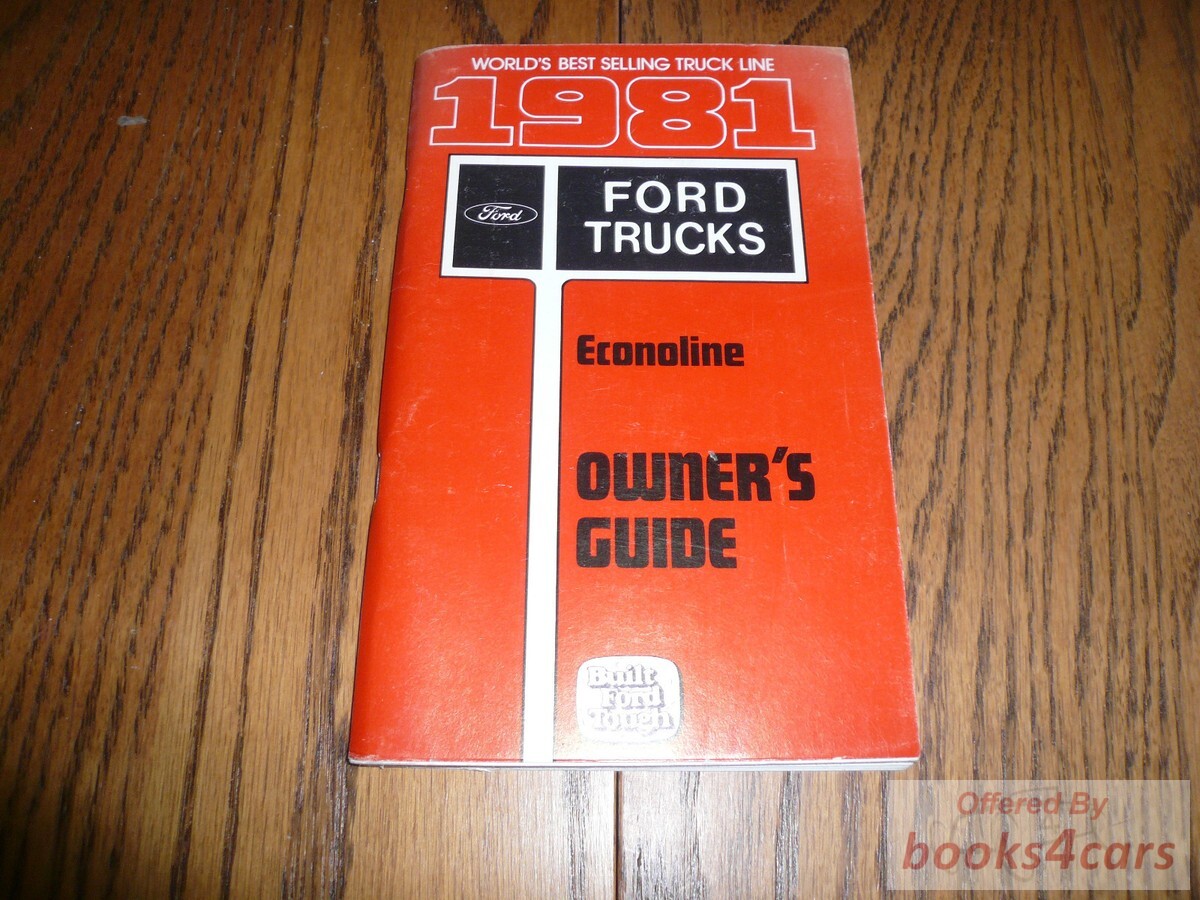 WORLD'S BEST SELLING TRUCK LINE
1981
Ford
FORD
TRUCKS
Econoline
OWNER'S
GUIDE
Built
Ford
Tough
Offered By
books4cars